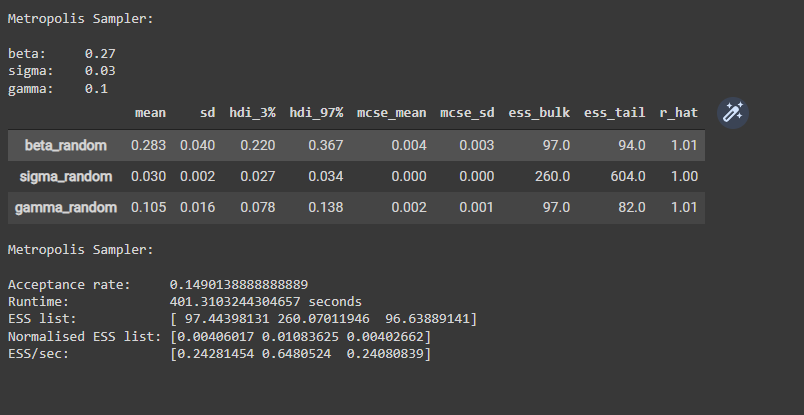 Metropolis Sampler:
beta: 0.27
sigma: 0.03
gamma: 0.1
mean sd hdi_3% hdi_97% mcse_mean mcse_sd ess_bulk ess_tail r_hat
beta_random 0.283 0.040 0.220 0.367 0.004 0.003 97.0 94.0 1.01
sigma_random 0.030 0.002 0.027 0.034 0.000 0.000 260.0 604.0 1.00
gamma_random 0.105 0.016 0.078 0.138 0.002 0.001 97.0 82.0 1.01
Metropolis Sampler:
Acceptance rate: 0.1490138888888889
Runtime: 401.3103244304657 seconds
ESS list: [ 97.44398131 260.07011946 96.63889141]
Normalised ESS list: [0.00406017 0.01083625 0.00402662]
ESS/sec: [0.24281454 0.6480524 0.24080839]